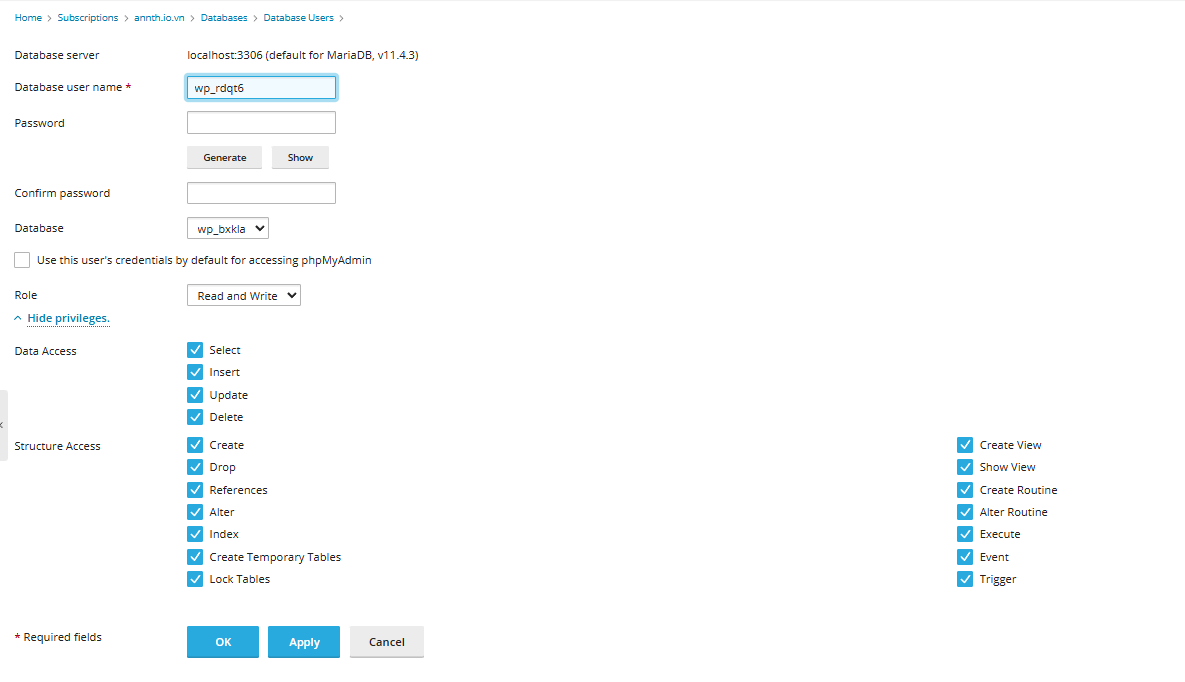 Home > Subscriptions > annth.io.vn > Databases > Database Users >
Database server localhost:3306 (default for MariaDB, v11.4.3)
Database user name * wp_rdqt6
Password
Generate Show
Confirm password
Database wp_bxkla
Use this user's credentials by default for accessing phpMyAdmin
Role Read and Write
Hide privileges.
Data Access Select
Insert
Update
Delete
Structure Access Create Create View
Drop Show View
References Create Routine
Alter Alter Routine
Index Execute
Create Temporary Tables Event
Lock Tables Trigger
* Required fields OK Apply Cancel